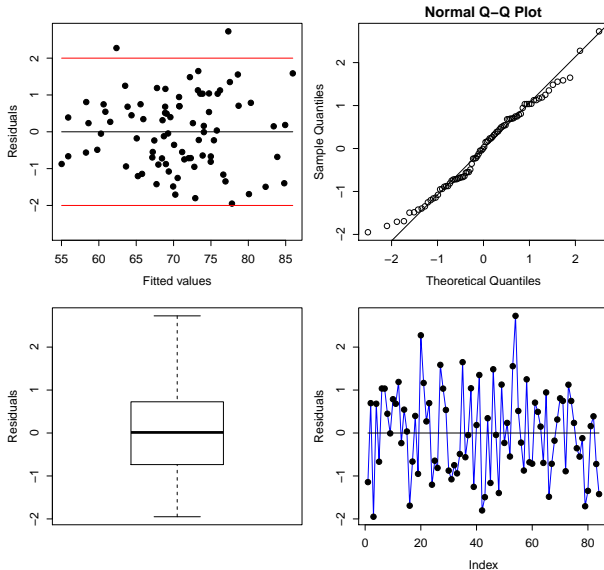 Normal Q-Q Plot
Residuals
2
1
0
-1
-2
55 60 65 70 75 80 85
Fitted values
Sample Quantiles
2
1
0
-1
-2
-2 -1 0 1 2
Theoretical Quantiles
Residuals
2
1
0
-1
-2
Residuals
2
1
0
-1
-2
0 20 40 60 80
Index